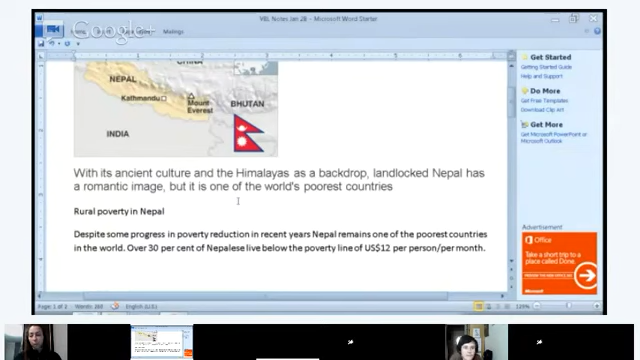 VBL Notes Jan 28 - Microsoft Word Starter
Google
Mailings
CHINA
NEPAL
Kathmandu
Mount
Everest
BHUTAN
INDIA
With its ancient culture and the Himalayas as a backdrop, landlocked Nepal has
a romantic image, but it is one of the world's poorest countries
Rural poverty in Nepal
Despite some progress in poverty reduction in recent years Nepal remains one of the poorest countries
in the world. Over 30 per cent of Nepalese live below the poverty line of US$12 per person/per month.
Get Started
Getting Started Guide
Help and Support
Do More
Get Free Templates
Download Clip Art
Get More
Get Microsoft PowerPoint or
Microsoft Outlook
Advertisement
Office
Take a short trip to a
place called Done.
Page: 1 of 2
Words: 288
English (U.S.)
120%